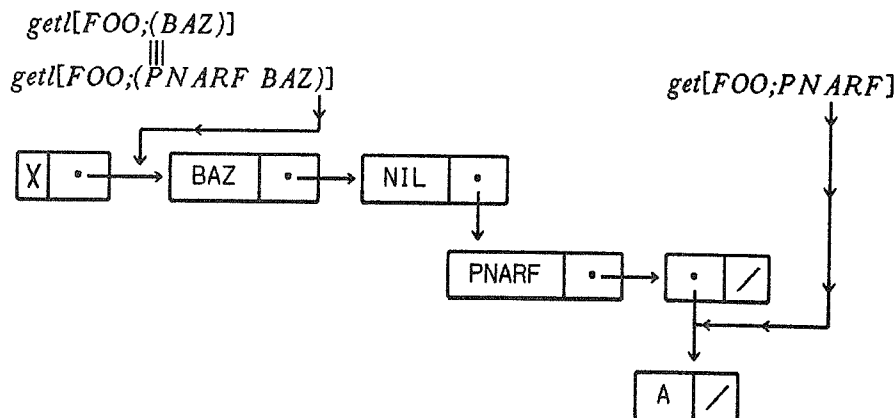 getl[FOO;(BAZ)]
|||
getl[FOO;(PNARF BAZ)]
get[FOO;PNARF]
X BAZ NIL
PNARF
A